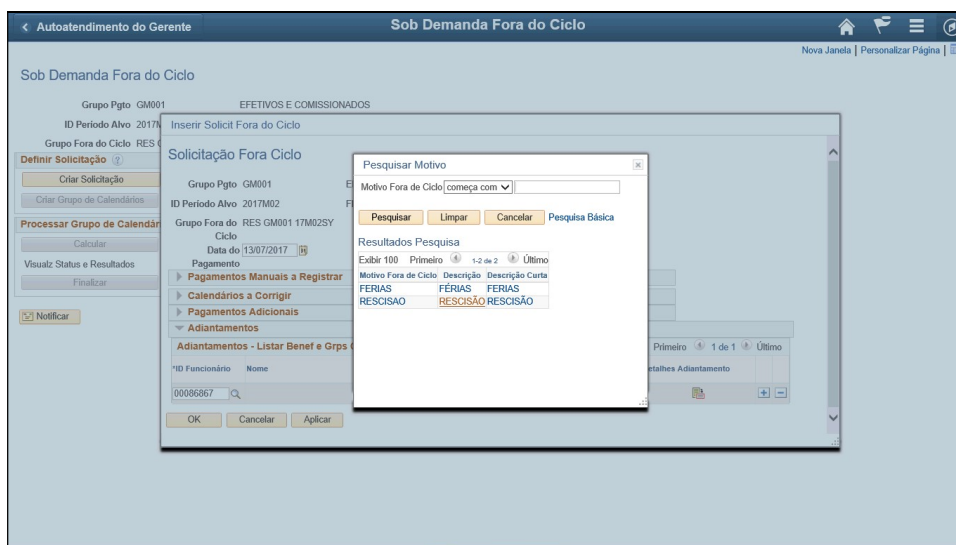 Autoatendimento do Gerente
Sob Demanda Fora do Ciclo
Nova Janela | Personalizar Página |
Sob Demanda Fora do Ciclo
Grupo Pgto GM001 EFETIVOS E COMISSIONADOS
ID Periodo Alvo
Grupo Fora do Ciclo RES
Definir Solicitação
Criar Solicitação
Criar Grupo de Calendários
Processar Grupo de
Calcular
Visualz Status e Resultados
Finalizar
Notificar
Inserir Solicit Fora do Ciclo
Solicitação Fora Ciclo
Grupo Pgto GM001
ID Periodo Alvo 2017M02
Grupo Fora do Ciclo RES GM001 17M02SY
Data do Pagamento 13/07/2017
Pagamentos Manuais a Registrar
Calendários a Corrigir
Pagamentos Adicionais
Adiantamentos
Adiantamentos - Listar Benef e Grps
Primeiro 1 de 1 Último
*ID Funcionário Nome Adiantamento
00086867
OK Cancelar Aplicar
Pesquisar Motivo
Motivo Fora de Ciclo começa com
Pesquisar Limpar Cancelar Pesquisa Básica
Resultados Pesquisa
Exibir 100 Primeiro 1-2 de 2 Último
Motivo Fora de Ciclo Descrição Descrição Curta
FERIAS FÉRIAS FERIAS
RESCISAO RESCISÃO RESCISÃO